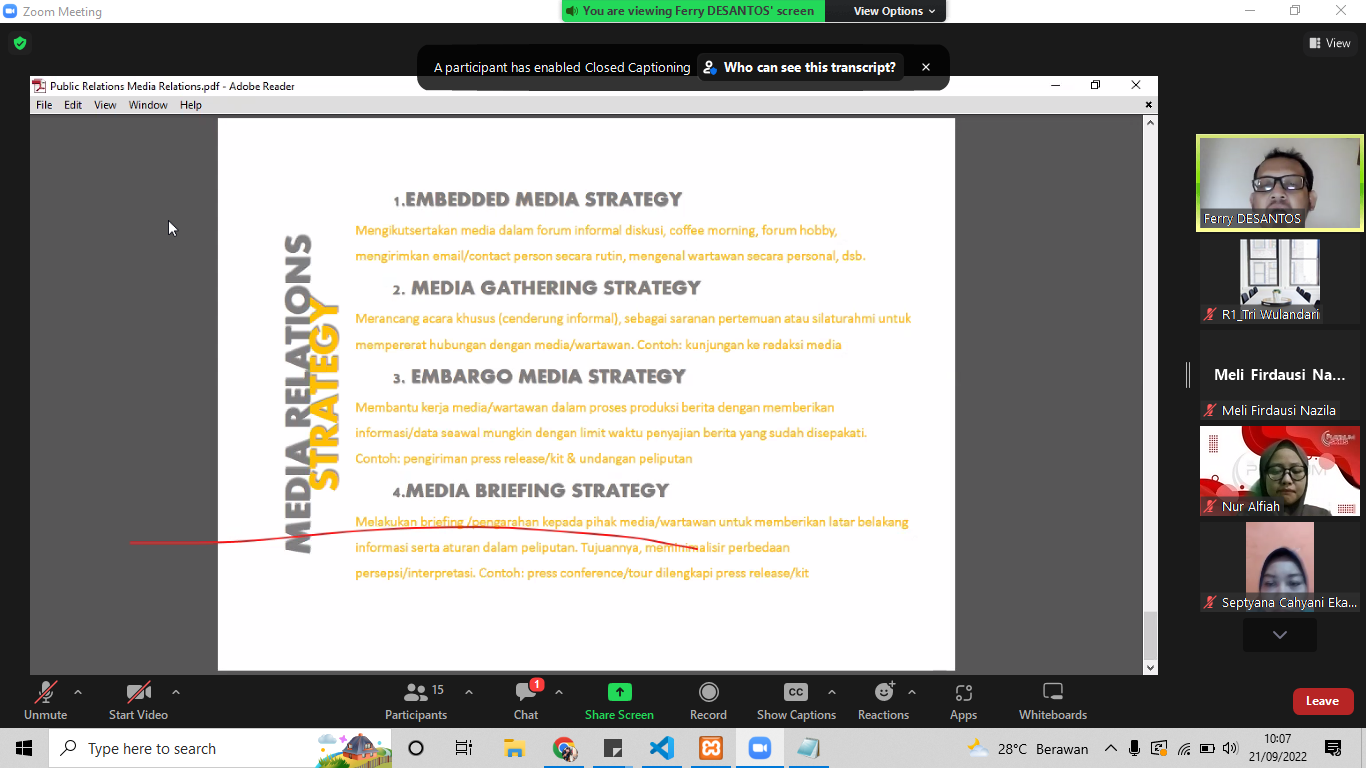 Zoom Meeting
You are viewing Ferry DESANTOS' screen
View Options
View
A participant has enabled Closed Captioning
Who can see this transcript?
Public Relations Media Relations.pdf - Adobe Reader
File Edit View Window Help
MEDIA RELATIONS
STRATEGY
1.EMBEDDED MEDIA STRATEGY
Mengikutsertakan media dalam forum informal diskusi, coffee morning, forum hobby,
mengirimkan email/contact person secara rutin, mengenal wartawan secara personal, dsb.
2. MEDIA GATHERING STRATEGY
Merancang acara khusus (cenderung informal), sebagai saranan pertemuan atau silaturahmi untuk
mempererat hubungan dengan media/wartawan. Contoh: kunjungan ke redaksi media
3. EMBARGO MEDIA STRATEGY
Membantu kerja media/wartawan dalam proses produksi berita dengan memberikan
informasi/data seawal mungkin dengan limit waktu penyajian berita yang sudah disepakati.
Contoh: pengiriman press release/kit & undangan peliputan
4.MEDIA BRIEFING STRATEGY
Melakukan briefing /pengarahan kepada pihak media/wartawan untuk memberikan latar belakang
informasi serta aturan dalam peliputan. Tujuannya, meminimalisir perbedaan
persepsi/interpretasi. Contoh: press conference/tour dilengkapi press release/kit
Ferry DESANTOS
R1_Tri Wulandari
Meli Firdausi Na...
Meli Firdausi Nazila
Nur Alfiah
Septyana Cahyani Eka...
Unmute
Start Video
15
Participants
1
Chat
Share Screen
Record
CC
Show Captions
Reactions
Apps
Whiteboards
Leave
Type here to search
28°C Berawan
10:07
21/09/2022